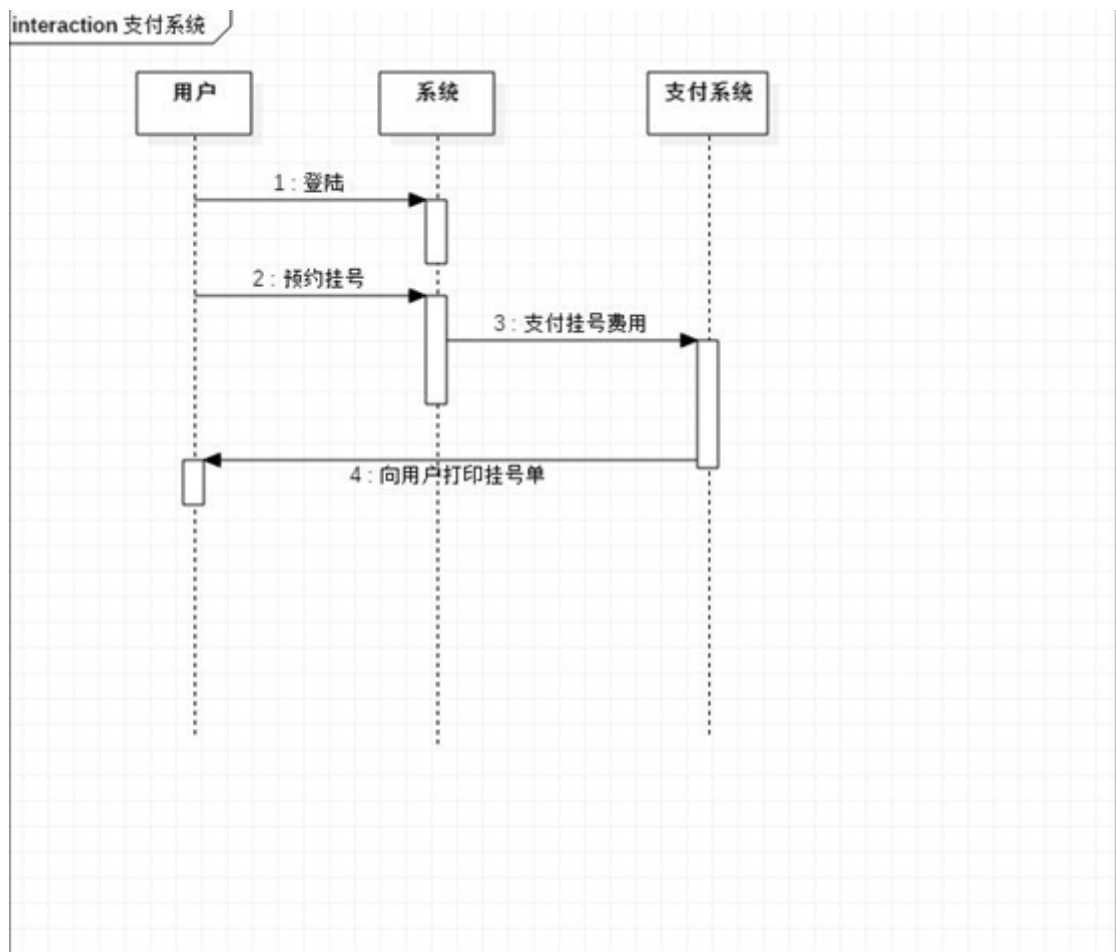 interaction 支付系统
用户
系统
支付系统
1 : 登陆
2 : 预约挂号
3 : 支付挂号费用
4 : 向用户打印挂号单